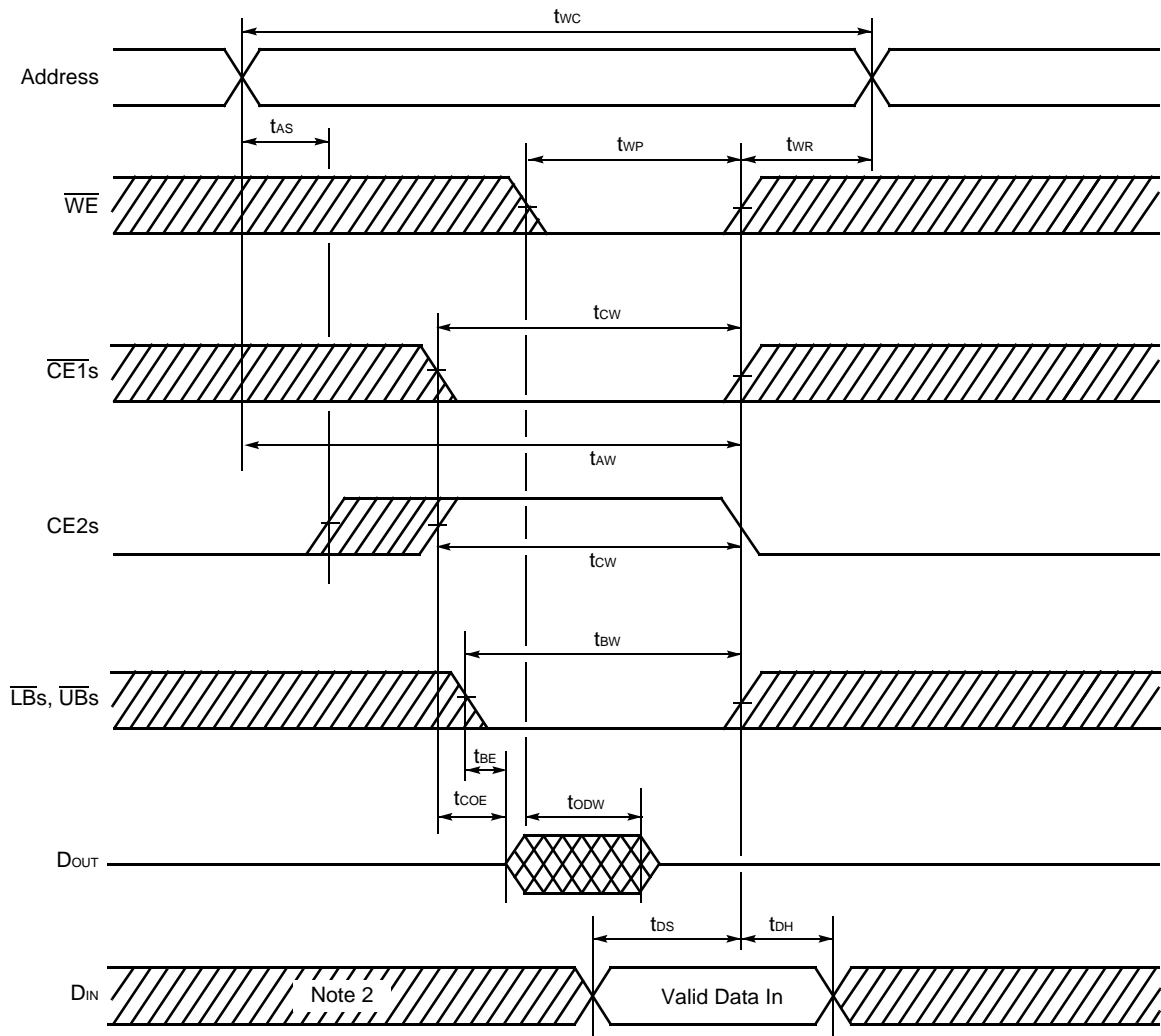 tWC
Address
tAS
tWP
tWR
WE
tCW
CE1s
tAW
CE2s
tCW
tBW
LBs, UBs
tBE
tCOE
tODW
DOUT
tDS
tDH
DIN
Note 2
Valid Data In